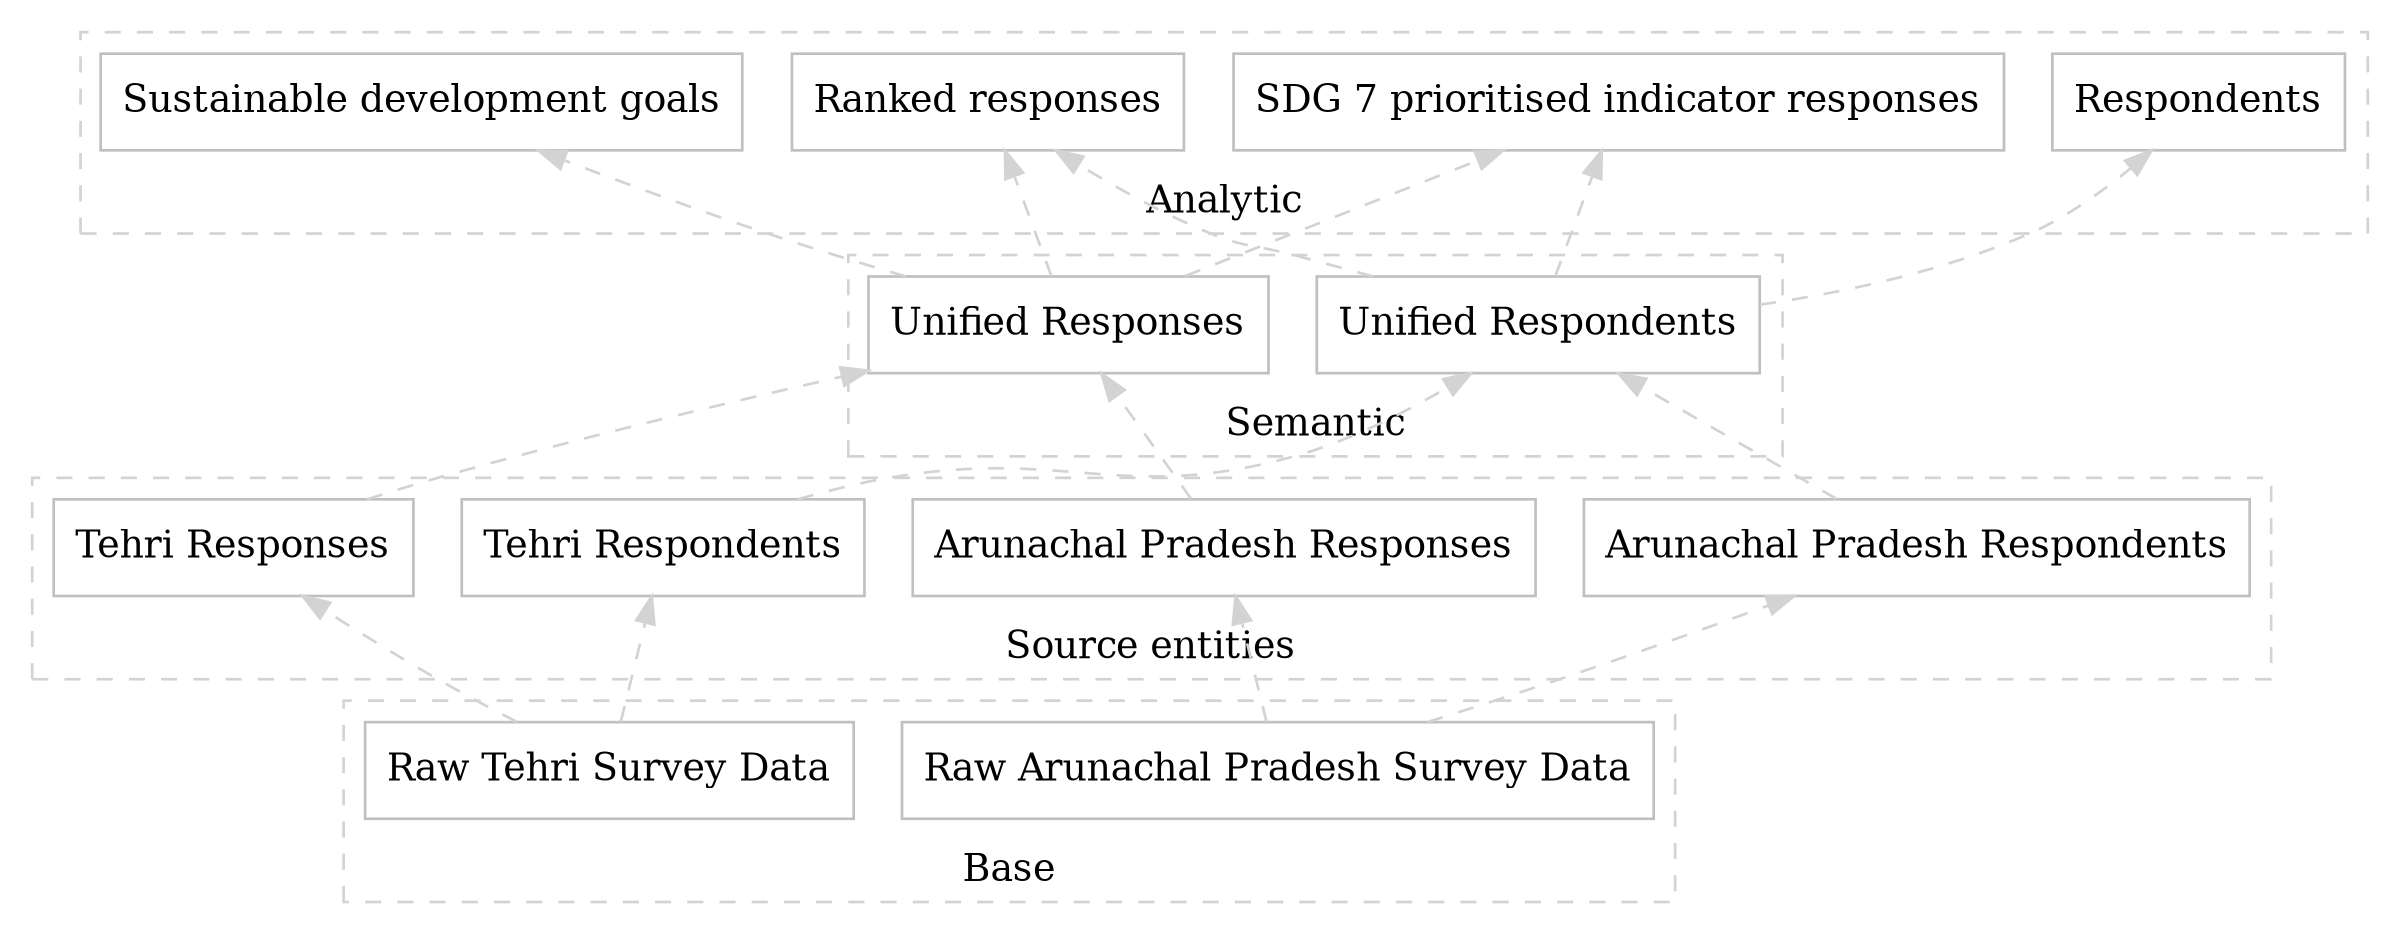 Sustainable development goals
Ranked responses
SDG 7 prioritised indicator responses
Respondents
Analytic
Unified Responses
Unified Respondents
Semantic
Tehri Responses
Tehri Respondents
Arunachal Pradesh Responses
Arunachal Pradesh Respondents
Source entities
Raw Tehri Survey Data
Raw Arunachal Pradesh Survey Data
Base